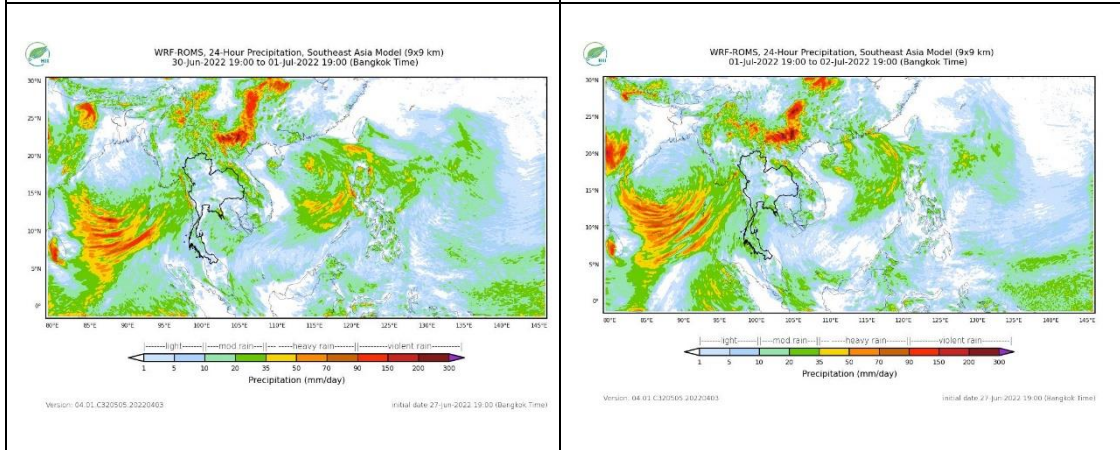 WRF-ROMS, 24-Hour Precipitation, Southeast Asia Model (9x9 km)
30-Jun-2022 19:00 to 01-Jul-2022 19:00 (Bangkok Time)
30°N
25°N
20°N
15°N
10°N
5°N
0°
80°E 85°E 90°E 95°E 100°E 105°E 110°E 115°E 120°E 125°E 130°E 135°E 140°E 145°E
|-------light-------||----mod rain---||--- -----heavy rain------||---------violent rain---------|
1 5 10 20 35 50 70 90 150 200 300
Precipitation (mm/day)
Version: 04.01.C320505.20220403
initial date 27-Jun-2022 19:00 (Bangkok Time)
WRF-ROMS, 24-Hour Precipitation, Southeast Asia Model (9x9 km)
01-Jul-2022 19:00 to 02-Jul-2022 19:00 (Bangkok Time)
30°N
25°N
20°N
15°N
10°N
5°N
0°
80°E 85°E 90°E 95°E 100°E 105°E 110°E 115°E 120°E 125°E 130°E 135°E 140°E 145°E
|-------light-------||----mod rain---||--- -----heavy rain------||---------violent rain---------|
1 5 10 20 35 50 70 90 150 200 300
Precipitation (mm/day)
Version: 04.01.C320505.20220403
initial date 27-Jun-2022 19:00 (Bangkok Time)